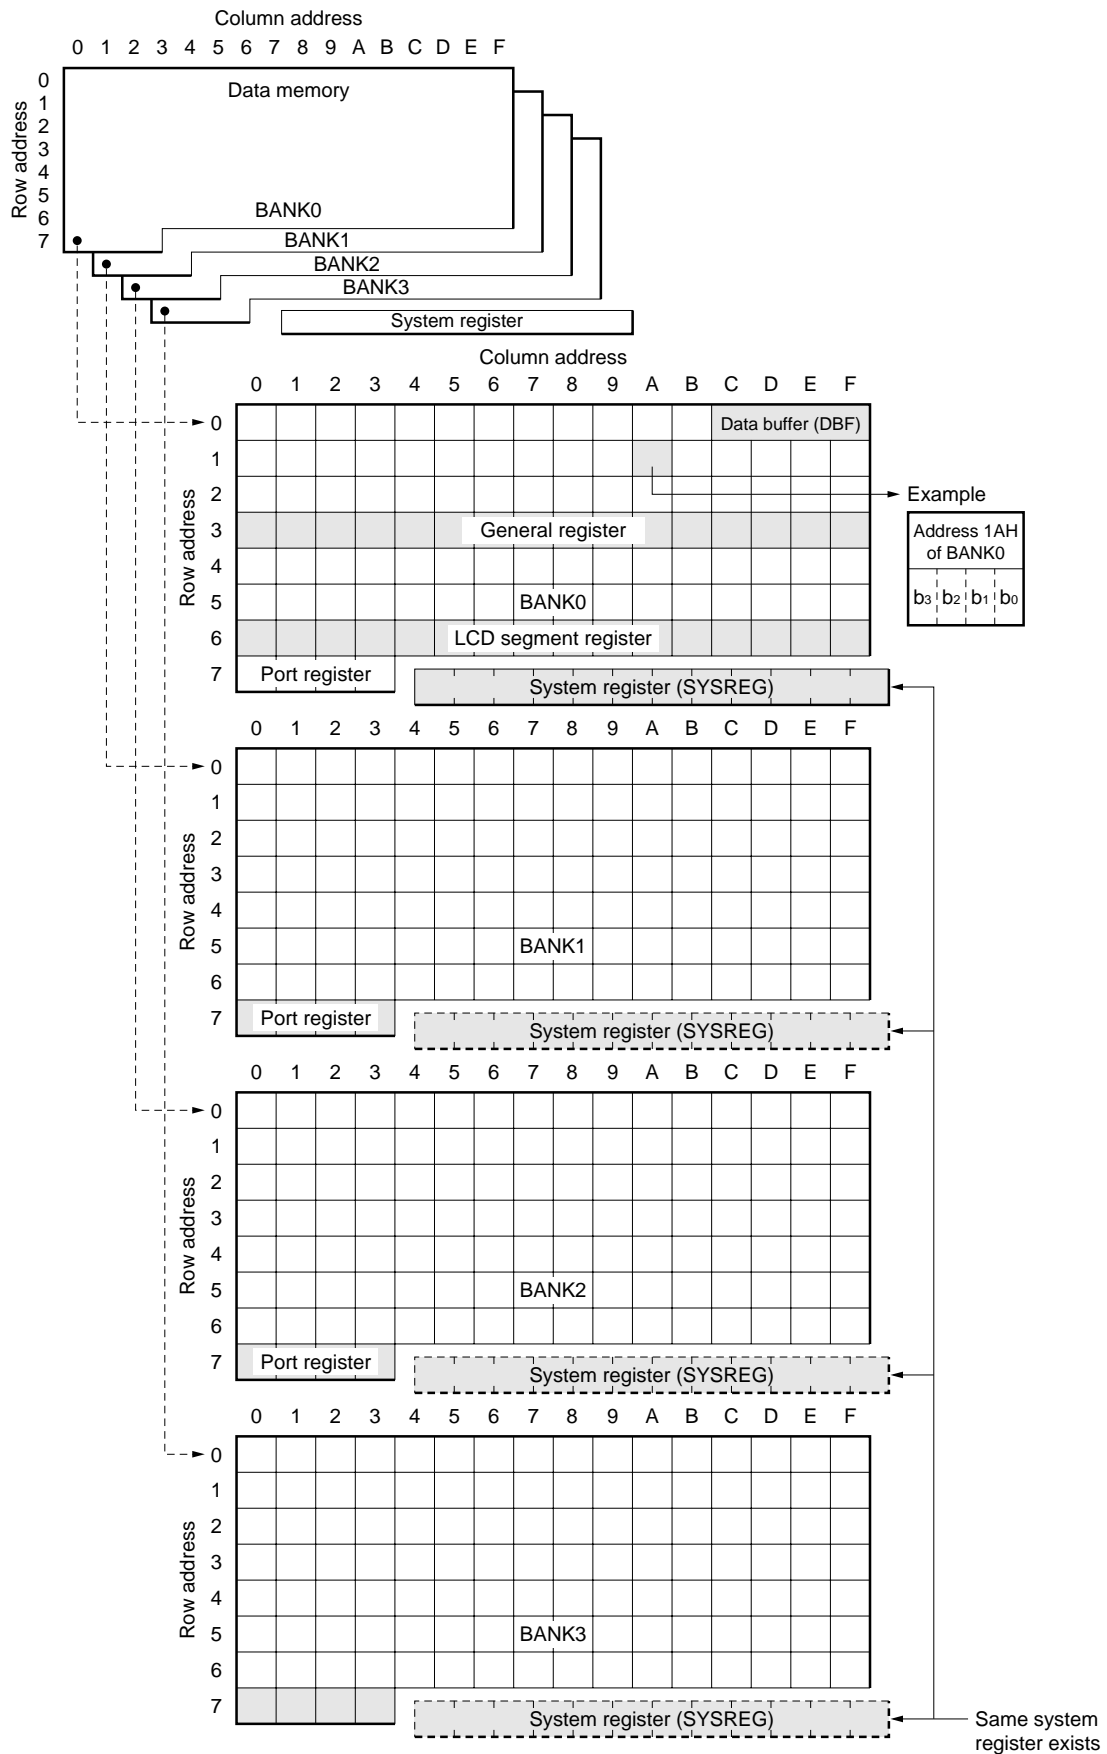 Column address
0 1 2 3 4 5 6 7 8 9 A B C D E F
Row address
0
Data memory
1
2
3
4
5
6
BANK0
7
BANK1
BANK2
BANK3
System register
Column address
0 1 2 3 4 5 6 7 8 9 A B C D E F
Row address
0
Data buffer (DBF)
1
2
Example
Address 1AH
of BANK0
b3 b2 b1 b0
3
General register
4
5
BANK0
6
LCD segment register
7
Port register
System register (SYSREG)
0 1 2 3 4 5 6 7 8 9 A B C D E F
Row address
0
1
2
3
4
5
BANK1
6
7
Port register
System register (SYSREG)
0 1 2 3 4 5 6 7 8 9 A B C D E F
Row address
0
1
2
3
4
5
BANK2
6
7
Port register
System register (SYSREG)
0 1 2 3 4 5 6 7 8 9 A B C D E F
Row address
0
1
2
3
4
5
BANK3
6
7
System register (SYSREG)
Same system
register exists